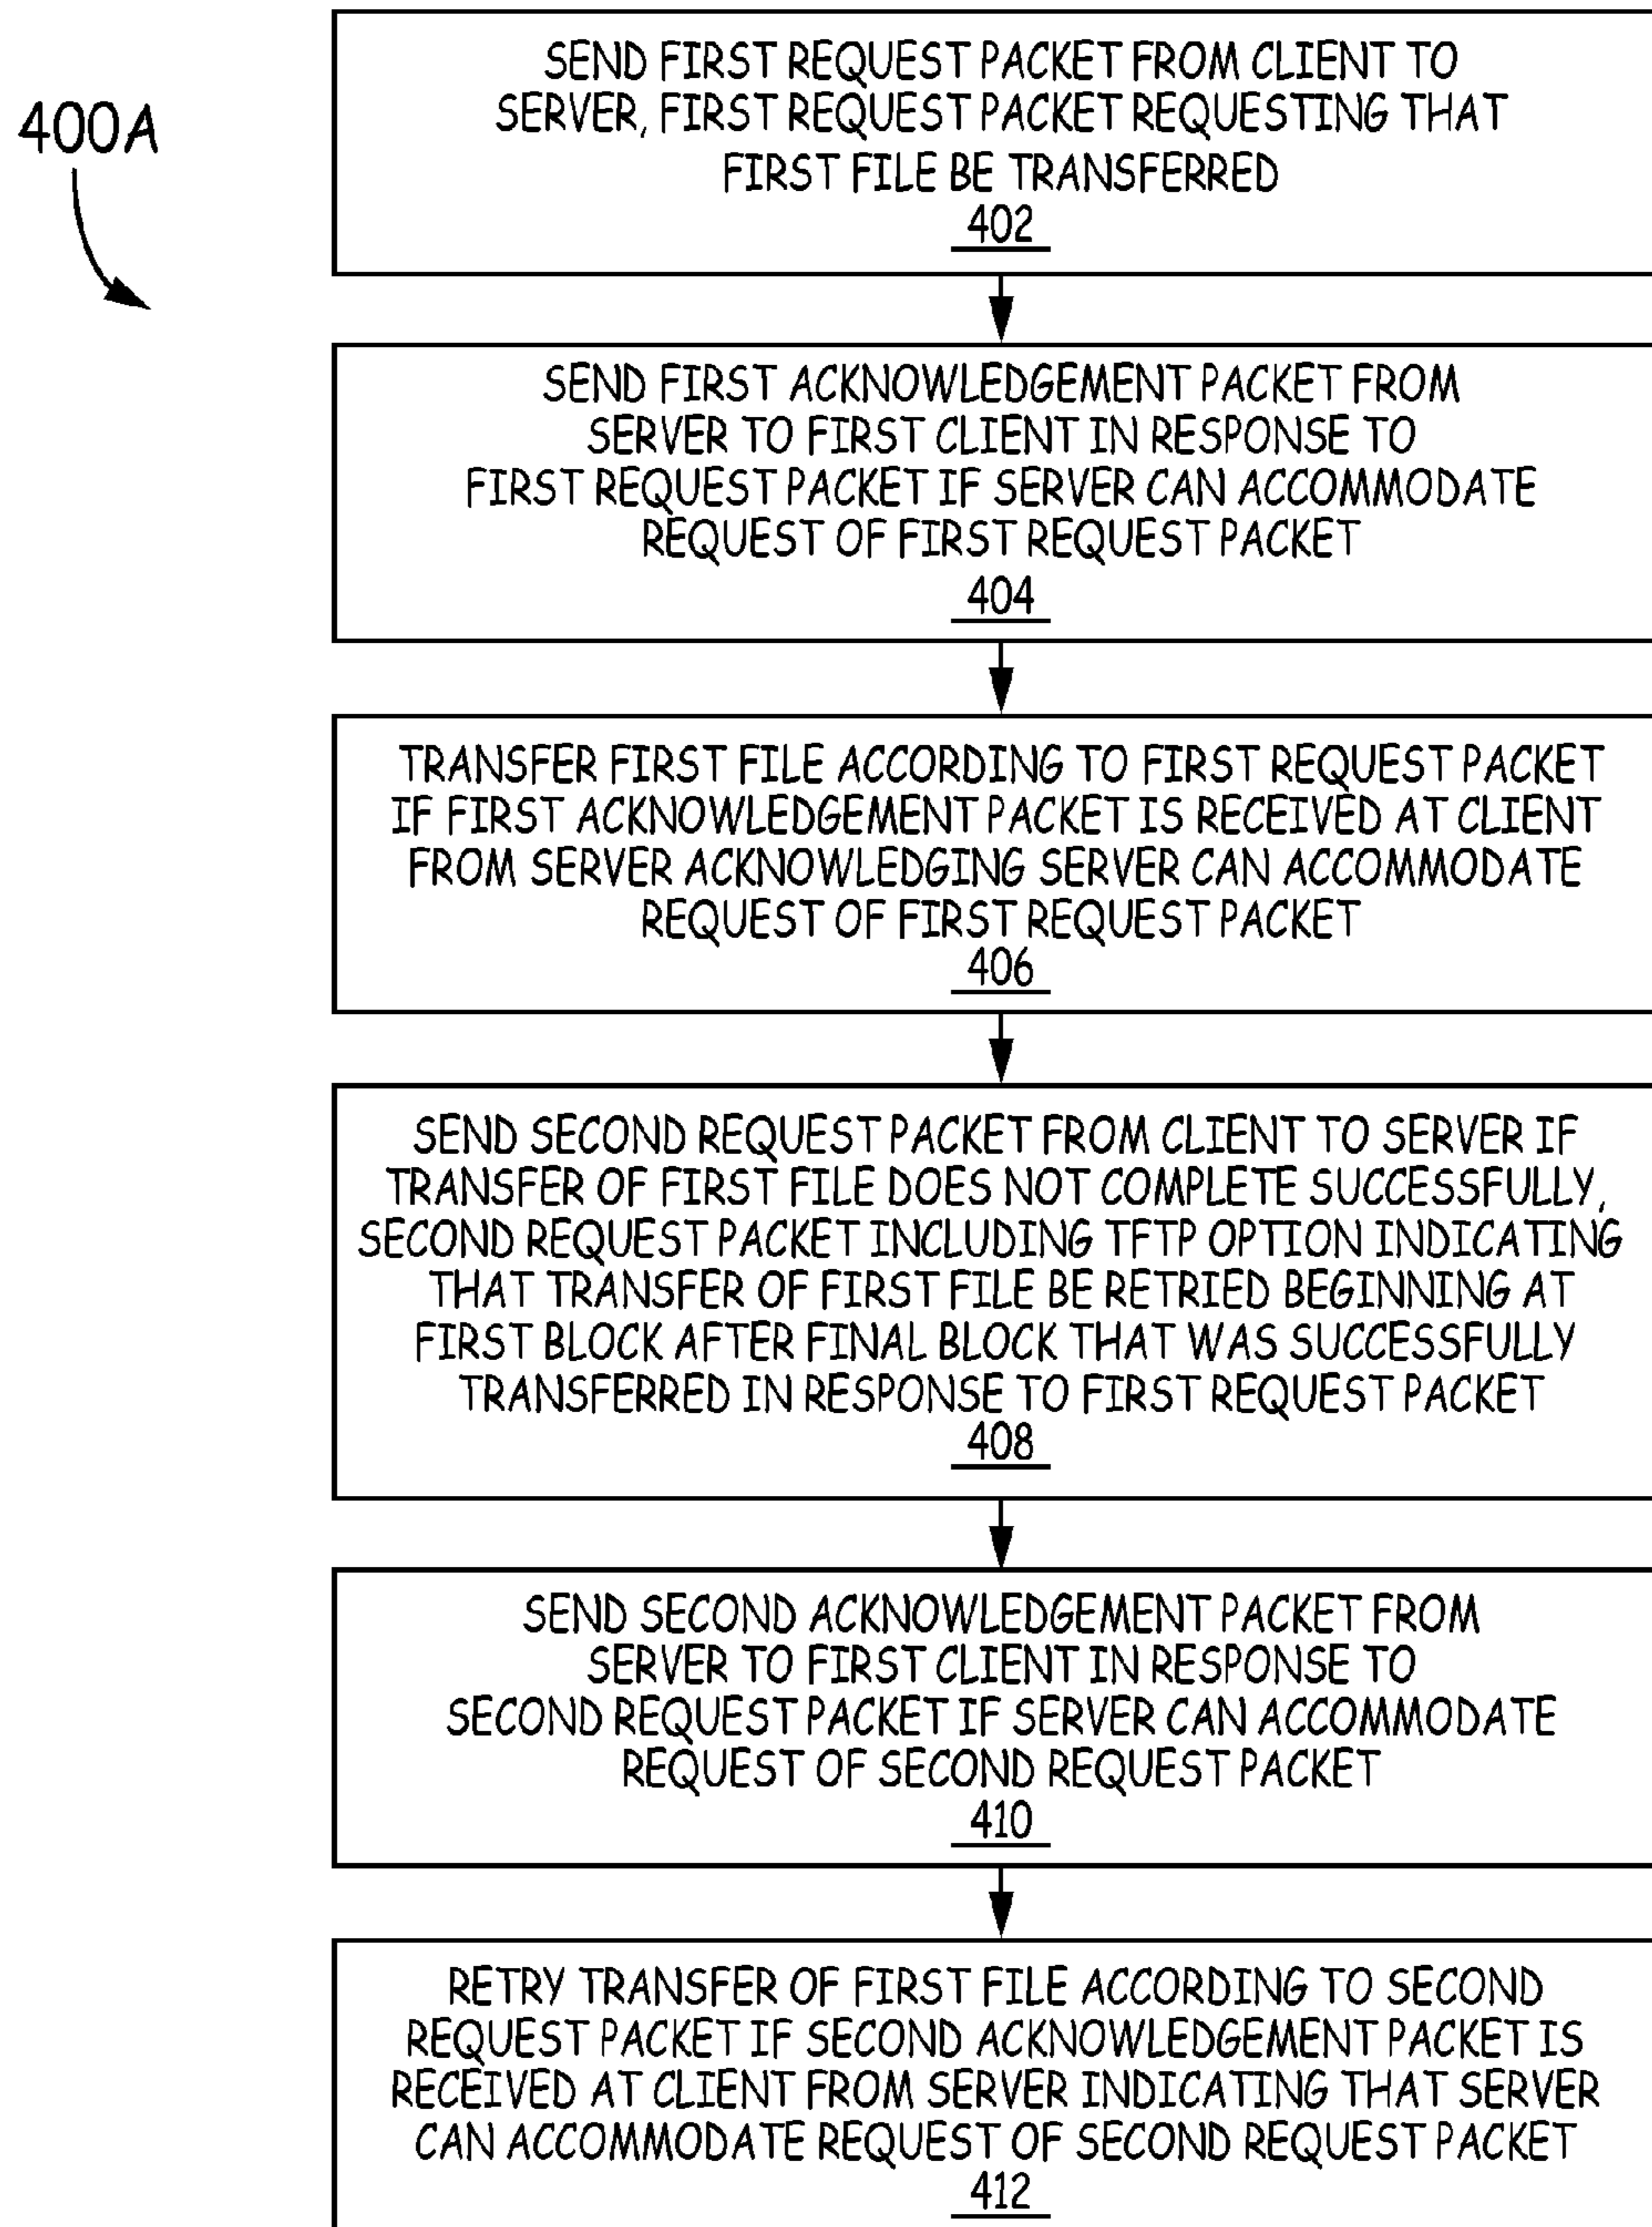 400A
SEND FIRST REQUEST PACKET FROM CLIENT TO
SERVER, FIRST REQUEST PACKET REQUESTING THAT
FIRST FILE BE TRANSFERRED
402
SEND FIRST ACKNOWLEDGEMENT PACKET FROM
SERVER TO FIRST CLIENT IN RESPONSE TO
FIRST REQUEST PACKET IF SERVER CAN ACCOMMODATE
REQUEST OF FIRST REQUEST PACKET
404
TRANSFER FIRST FILE ACCORDING TO FIRST REQUEST PACKET
IF FIRST ACKNOWLEDGEMENT PACKET IS RECEIVED AT CLIENT
FROM SERVER ACKNOWLEDGING SERVER CAN ACCOMMODATE
REQUEST OF FIRST REQUEST PACKET
406
SEND SECOND REQUEST PACKET FROM CLIENT TO SERVER IF
TRANSFER OF FIRST FILE DOES NOT COMPLETE SUCCESSFULLY,
SECOND REQUEST PACKET INCLUDING TFTP OPTION INDICATING
THAT TRANSFER OF FIRST FILE BE RETRIED BEGINNING AT
FIRST BLOCK AFTER FINAL BLOCK THAT WAS SUCCESSFULLY
TRANSFERRED IN RESPONSE TO FIRST REQUEST PACKET
408
SEND SECOND ACKNOWLEDGEMENT PACKET FROM
SERVER TO FIRST CLIENT IN RESPONSE TO
SECOND REQUEST PACKET IF SERVER CAN ACCOMMODATE
REQUEST OF SECOND REQUEST PACKET
410
RETRY TRANSFER OF FIRST FILE ACCORDING TO SECOND
REQUEST PACKET IF SECOND ACKNOWLEDGEMENT PACKET IS
RECEIVED AT CLIENT FROM SERVER INDICATING THAT SERVER
CAN ACCOMMODATE REQUEST OF SECOND REQUEST PACKET
412